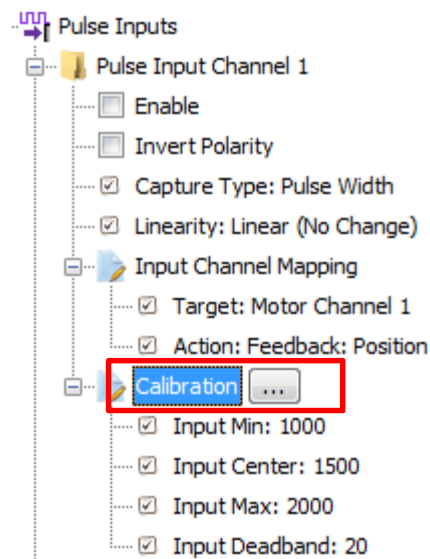 Pulse Inputs
Pulse Input Channel 1
Enable
Invert Polarity
Capture Type: Pulse Width
Linearity: Linear (No Change)
Input Channel Mapping
Target: Motor Channel 1
Action: Feedback: Position
Calibration ...
Input Min: 1000
Input Center: 1500
Input Max: 2000
Input Deadband: 20